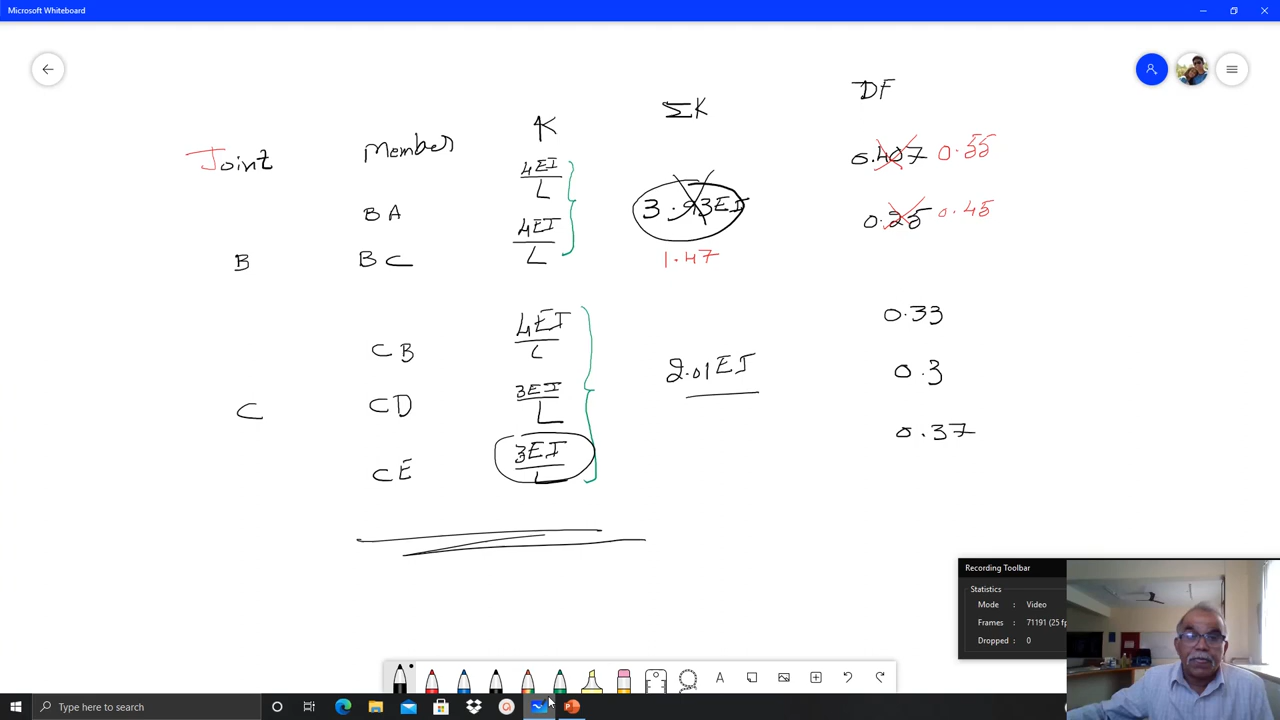 Microsoft Whiteboard
DF
ΣK
K
Joint
Member
0.407 0.55
4EI
L
BA
3.93EI
0.25 0.45
4EI
L
B
BC
1.47
4EI
L
0.33
CB
2.01EI
0.3
3EI
L
C
CD
0.37
3EI
L
CE
Recording Toolbar
Statistics
Mode : Video
Frames : 71191 (25 fp
Dropped : 0
A
Type here to search